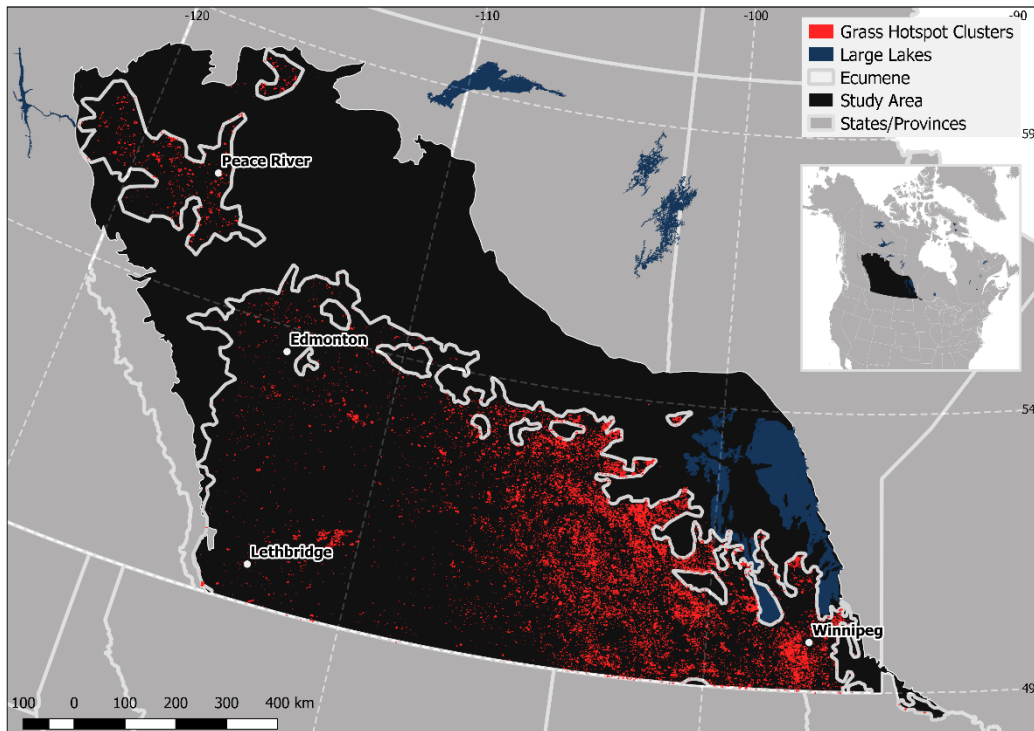 -120
-110
-100
-90
Grass Hotspot Clusters
Large Lakes
Ecumene
Study Area
States/Provinces
59
Peace River
Edmonton
54
Lethbridge
Winnipeg
49
100 0 100 200 300 400 km